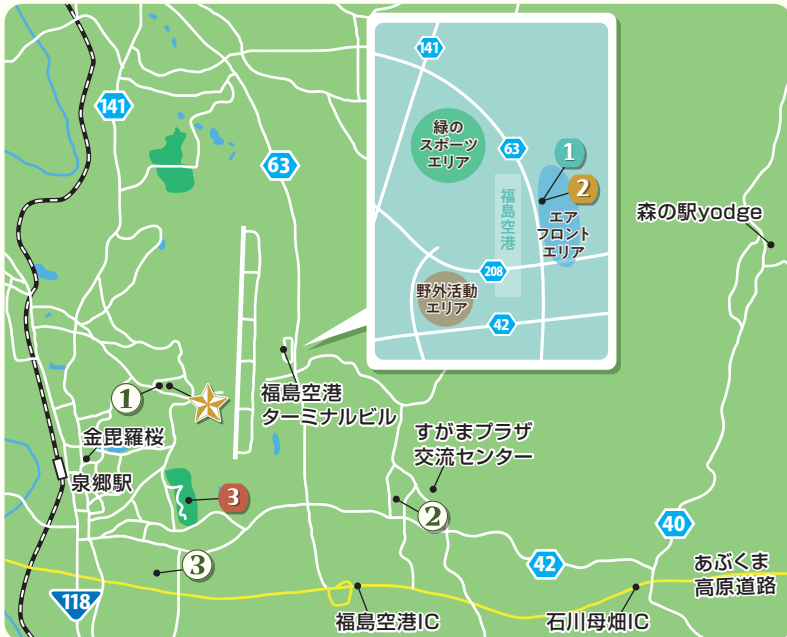 141
63
141
緑の
スポーツ
エリア
63
1
2
福島空港
エア
フロント
エリア
208
野外活動
エリア
42
森の駅yodge
1
福島空港
ターミナルビル
金毘羅桜
泉郷駅
すがまプラザ
交流センター
3
2
3
40
42
あぶくま
高原道路
118
福島空港IC
石川母畑IC